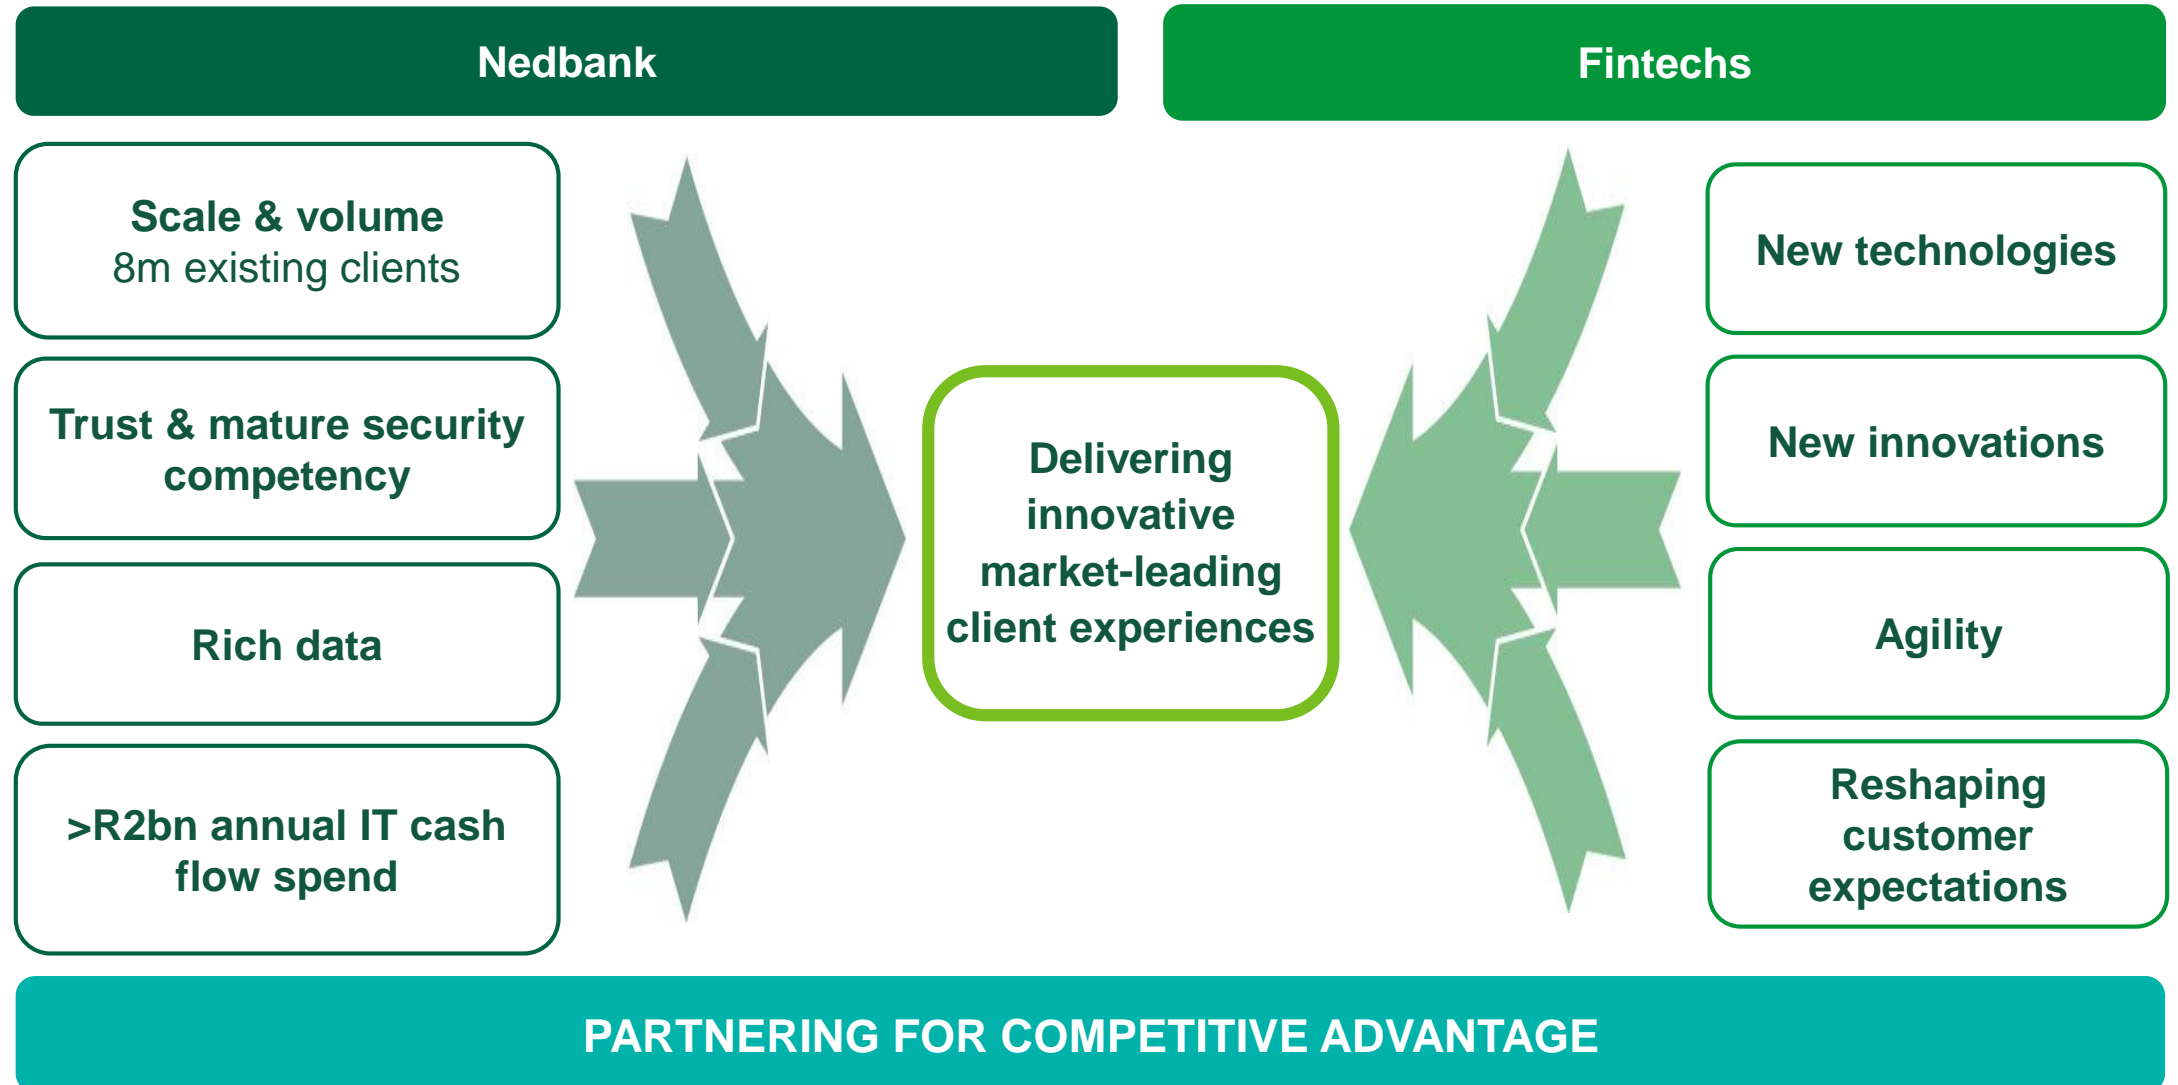 Nedbank
Fintechs
Scale & volume
8m existing clients
Trust & mature security
competency
Rich data
>R2bn annual IT cash
flow spend
Delivering
innovative
market-leading
client experiences
New technologies
New innovations
Agility
Reshaping
customer
expectations
PARTNERING FOR COMPETITIVE ADVANTAGE